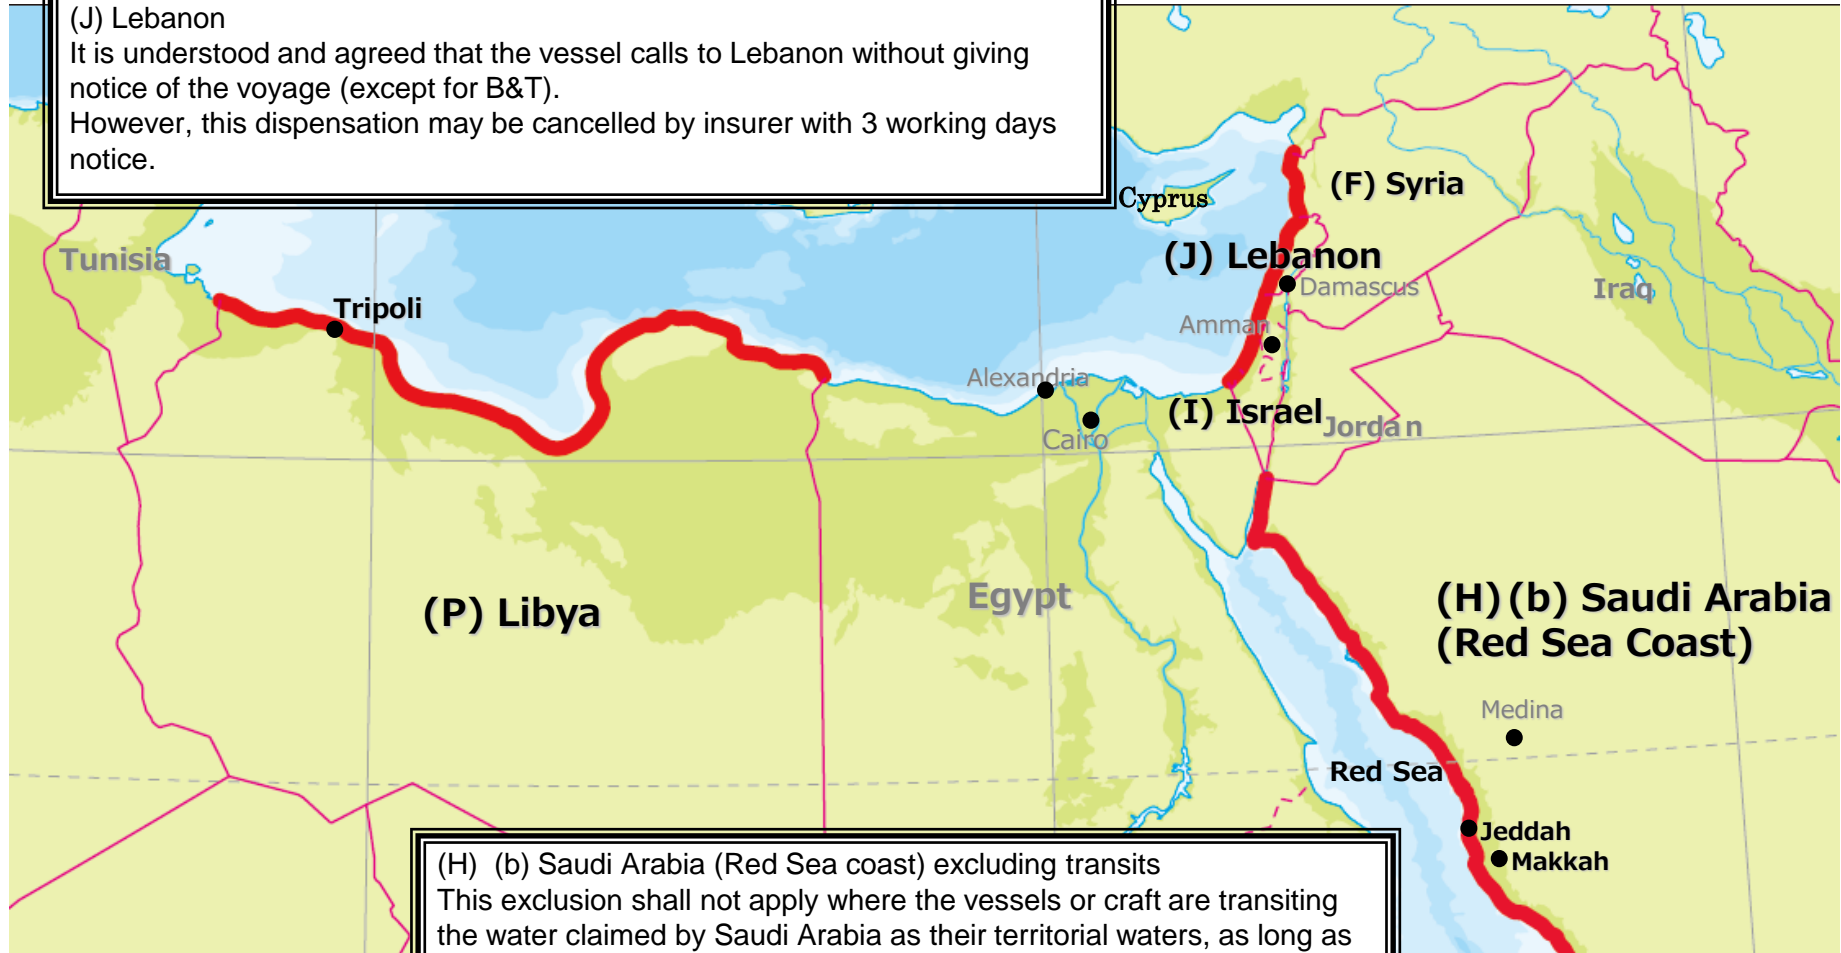 (J) Lebanon
It is understood and agreed that the vessel calls to Lebanon without giving
notice of the voyage (except for B&T).
However, this dispensation may be cancelled by insurer with 3 working days
notice.
Cyprus
(F) Syria
Tunisia
(J) Lebanon
Damascus
Iraq
Tripoli
Amman
Alexandria
(I) Israel
Jordan
Cairo
Egypt
(P) Libya
(H) (b) Saudi Arabia
(Red Sea Coast)
Medina
Red Sea
Jeddah
Makkah
(H) (b) Saudi Arabia (Red Sea coast) excluding transits
This exclusion shall not apply where the vessels or craft are transiting
the water claimed by Saudi Arabia as their territorial waters, as long as